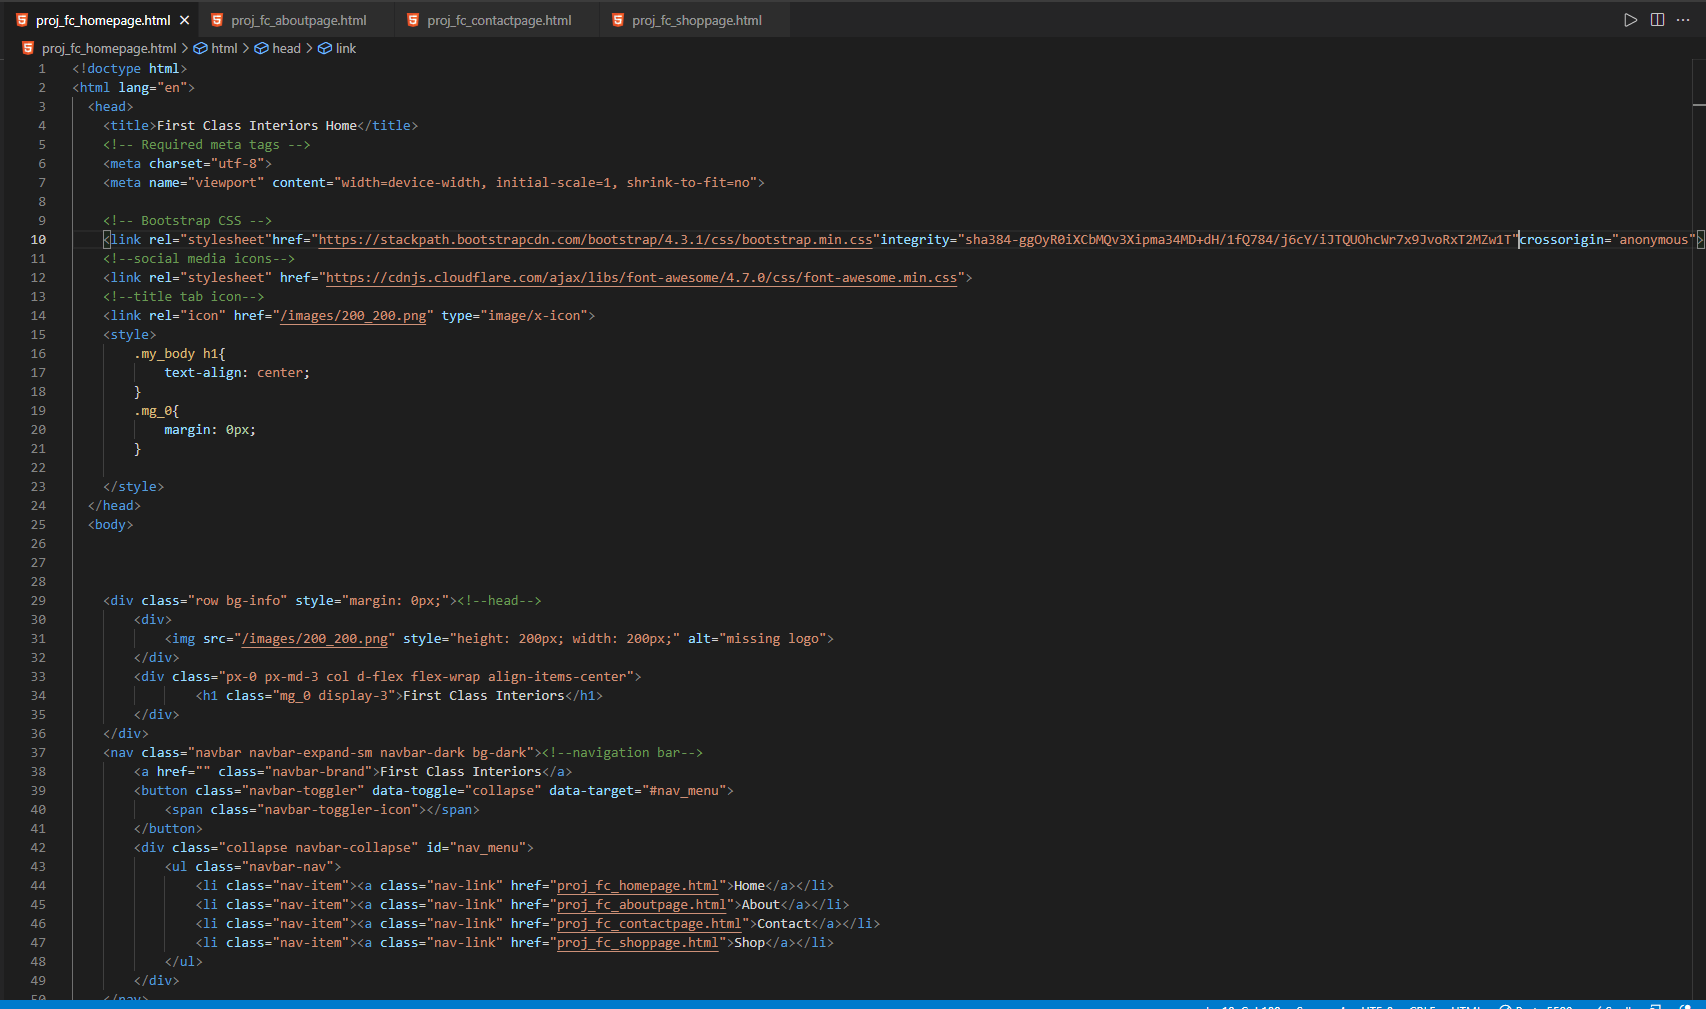 proj_fc_homepage.html proj_fc_aboutpage.html proj_fc_contactpage.html proj_fc_shoppage.html
proj_fc_homepage.html > html > head > link
1 <!doctype html>
2 <html lang="en">
3 <head>
4 <title>First Class Interiors Home</title>
5 <!-- Required meta tags -->
6 <meta charset="utf-8">
7 <meta name="viewport" content="width=device-width, initial-scale=1, shrink-to-fit=no">
8
9 <!-- Bootstrap CSS -->
10 <link rel="stylesheet"href="https://stackpath.bootstrapcdn.com/bootstrap/4.3.1/css/bootstrap.min.css"integrity="sha384-ggOyR0iXCbMQv3Xipma34MD+dH/1fQ784/j6cY/iJTQUOhcWr7x9JvoRxT2MZw1T"crossorigin="anonymous">
11 <!--social media icons-->
12 <link rel="stylesheet" href="https://cdnjs.cloudflare.com/ajax/libs/font-awesome/4.7.0/css/font-awesome.min.css">
13 <!--title tab icon-->
14 <link rel="icon" href="/images/200_200.png" type="image/x-icon">
15 <style>
16 .my_body h1{
17 text-align: center;
18 }
19 .mg_0{
20 margin: 0px;
21 }
22
23 </style>
24 </head>
25 <body>
26
27
28
29 <div class="row bg-info" style="margin: 0px;"><!--head-->
30 <div>
31 <img src="/images/200_200.png" style="height: 200px; width: 200px;" alt="missing logo">
32 </div>
33 <div class="px-0 px-md-3 col d-flex flex-wrap align-items-center">
34 <h1 class="mg_0 display-3">First Class Interiors</h1>
35 </div>
36 </div>
37 <nav class="navbar navbar-expand-sm navbar-dark bg-dark"><!--navigation bar-->
38 <a href="" class="navbar-brand">First Class Interiors</a>
39 <button class="navbar-toggler" data-toggle="collapse" data-target="#nav_menu">
40 <span class="navbar-toggler-icon"></span>
41 </button>
42 <div class="collapse navbar-collapse" id="nav_menu">
43 <ul class="navbar-nav">
44 <li class="nav-item"><a class="nav-link" href="proj_fc_homepage.html">Home</a></li>
45 <li class="nav-item"><a class="nav-link" href="proj_fc_aboutpage.html">About</a></li>
46 <li class="nav-item"><a class="nav-link" href="proj_fc_contactpage.html">Contact</a></li>
47 <li class="nav-item"><a class="nav-link" href="proj_fc_shoppage.html">Shop</a></li>
48 </ul>
49 </div>
50 </nav>